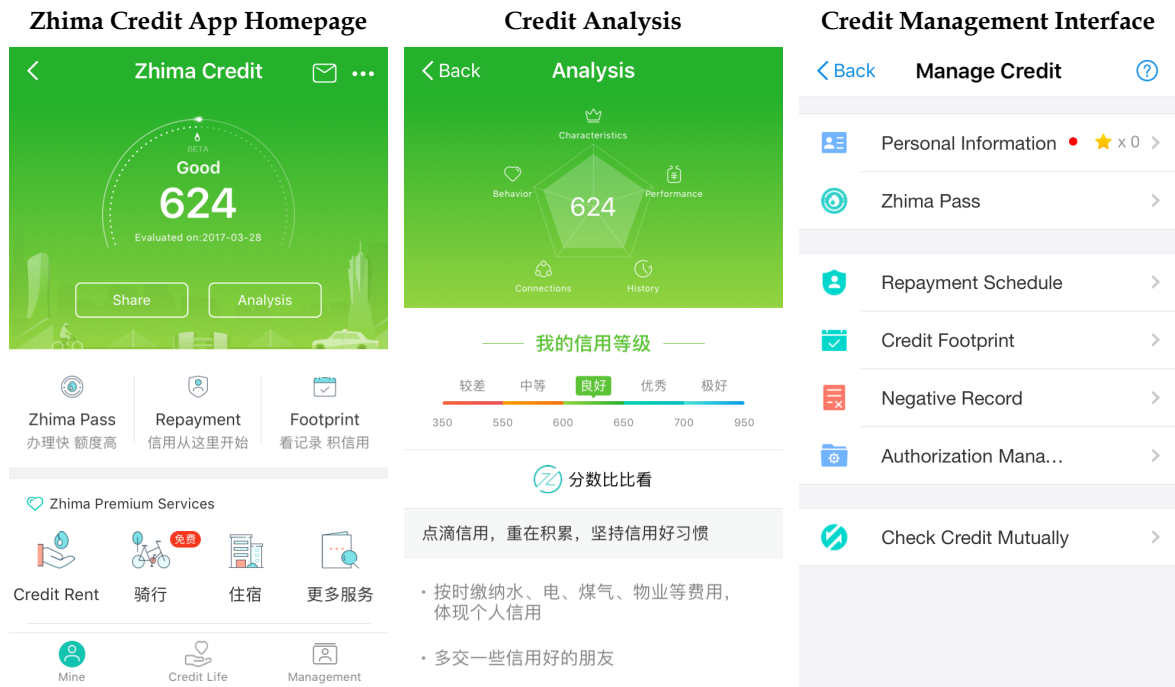 Zhima Credit App Homepage
Zhima Credit
BETA
Good
624
Evaluated on:2017-03-28
Share
Analysis
Zhima Pass
办理快 额度高
Repayment
信用从这里开始
Footprint
看记录 积信用
Zhima Premium Services
免费
Credit Rent
骑行
住宿
更多服务
Mine
Credit Life
Management
Credit Analysis
Back
Analysis
Characteristics
Behavior
Performance
624
Connections
History
我的信用等级
较差 中等 良好 优秀 极好
350 550 600 650 700 950
分数比比看
点滴信用，重在积累，坚持信用好习惯
· 按时缴纳水、电、煤气、物业等费用，
体现个人信用
· 多交一些信用好的朋友
Credit Management Interface
Back
Manage Credit
?
Personal Information
x 0
Zhima Pass
Repayment Schedule
Credit Footprint
Negative Record
Authorization Mana...
Check Credit Mutually